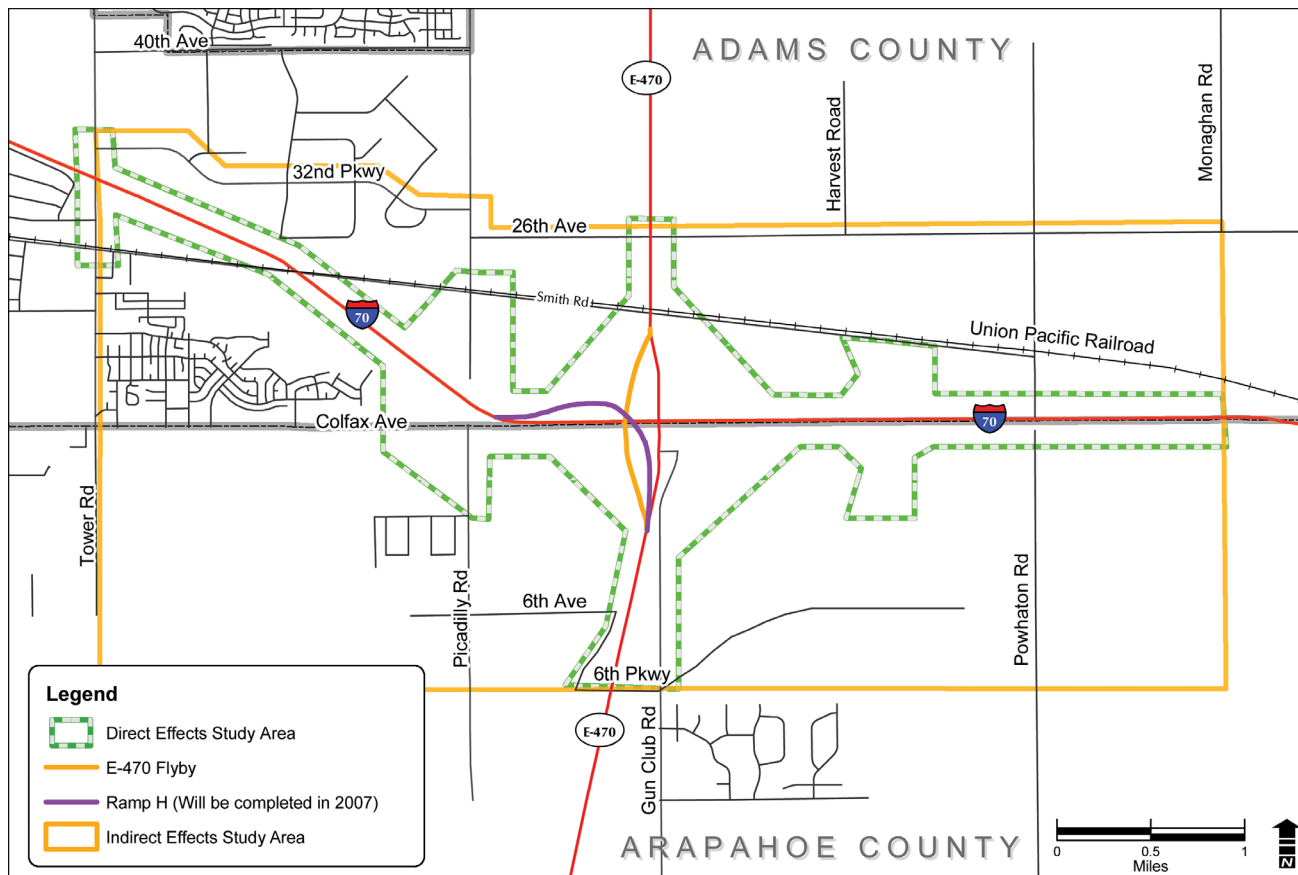 40th Ave
ADAMS COUNTY
E-470
Harvest Road
Monaghan Rd
32nd Pkwy
26th Ave
Smith Rd
70
Union Pacific Railroad
Colfax Ave
70
Tower Rd
Picadilly Rd
6th Ave
Powhaton Rd
6th Pkwy
E-470
Gun Club Rd
Legend
Direct Effects Study Area
E-470 Flyby
Ramp H (Will be completed in 2007)
Indirect Effects Study Area
ARAPAHOE COUNTY
0 0.5 1
Miles
N